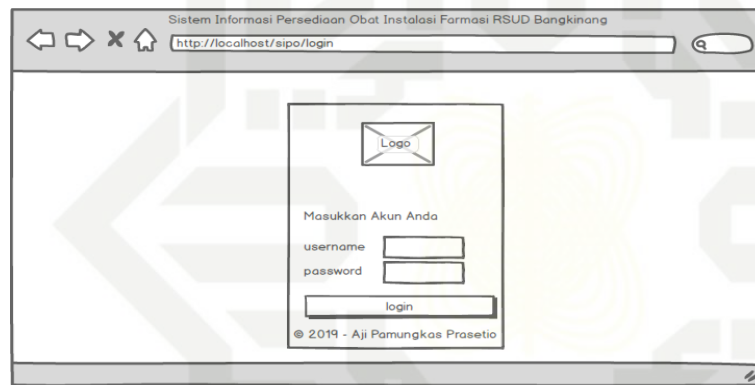 Sistem Informasi Persediaan Obat Instalasi Farmasi RSUD Bangkinang
http://localhost/sipo/login
Logo
Masukkan Akun Anda
username
password
login
© 2019 - Aji Pamungkas Prasetio